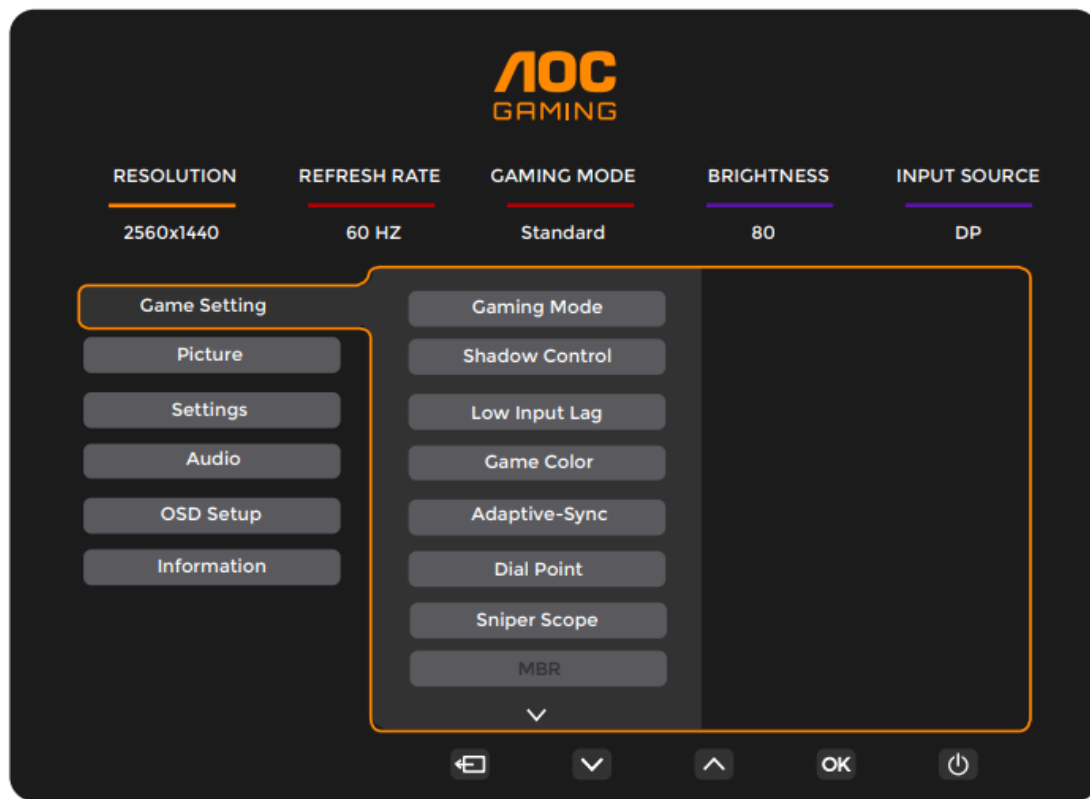 AOC
GAMING
RESOLUTION REFRESH RATE GAMING MODE BRIGHTNESS INPUT SOURCE
2560x1440 60 HZ Standard 80 DP
Game Setting
Picture
Settings
Audio
OSD Setup
Information
Gaming Mode
Shadow Control
Low Input Lag
Game Color
Adaptive-Sync
Dial Point
Sniper Scope
MBR
OK